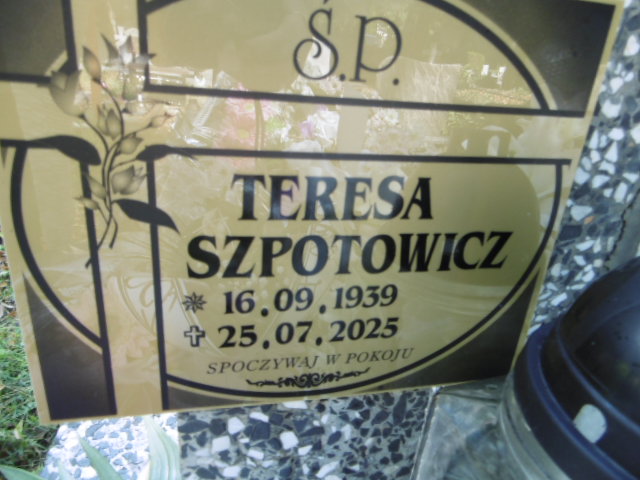 Ś.P.
TERESA
SZPOTOWICZ
16.09.1939
25.07.2025
SPOCZYWAJ W POKOJU